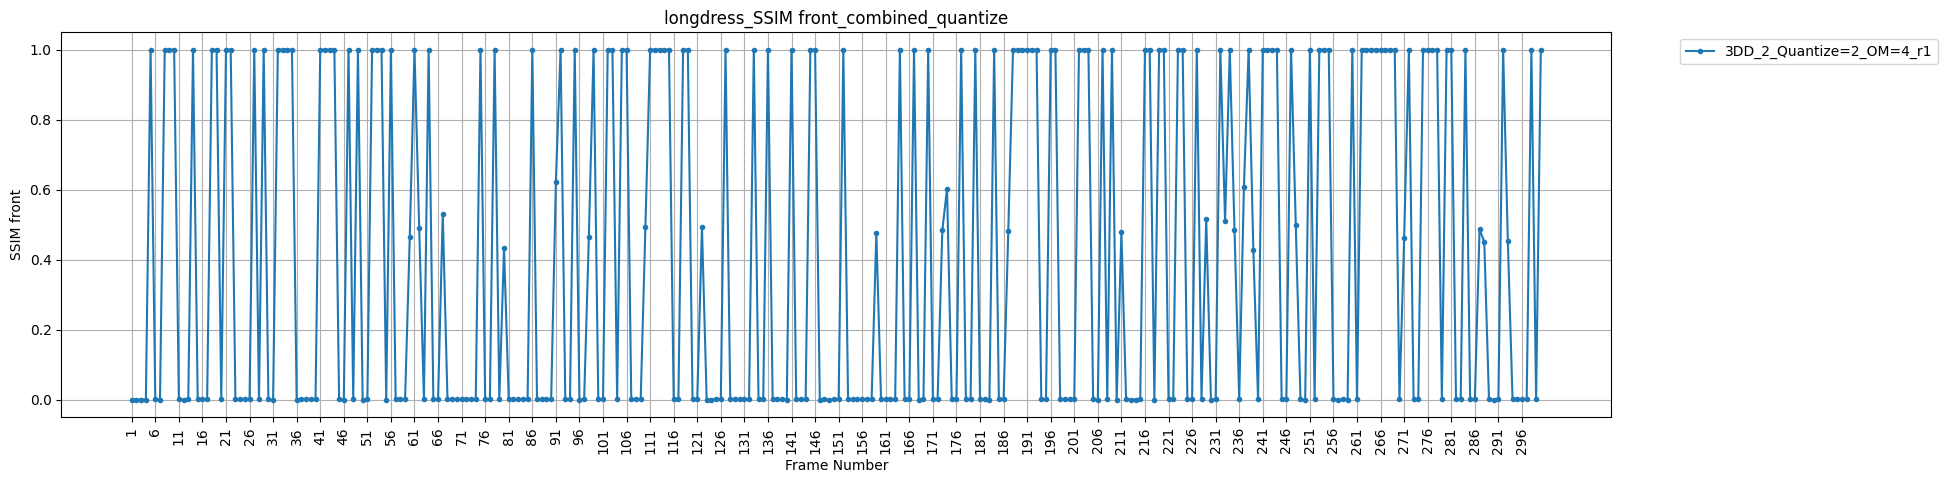 longdress_SSIM front_combined_quantize
3DD_2_Quantize=2_OM=4_r1
SSIM front
1.0
0.8
0.6
0.4
0.2
0.0
1 6 11 16 21 26 31 36 41 46 51 56 61 66 71 76 81 86 91 96 101 106 111 116 121 126 131 136 141 146 151 156 161 166 171 176 181 186 191 196 201 206 211 216 221 226 231 236 241 246 251 256 261 266 271 276 281 286 291 296
Frame Number